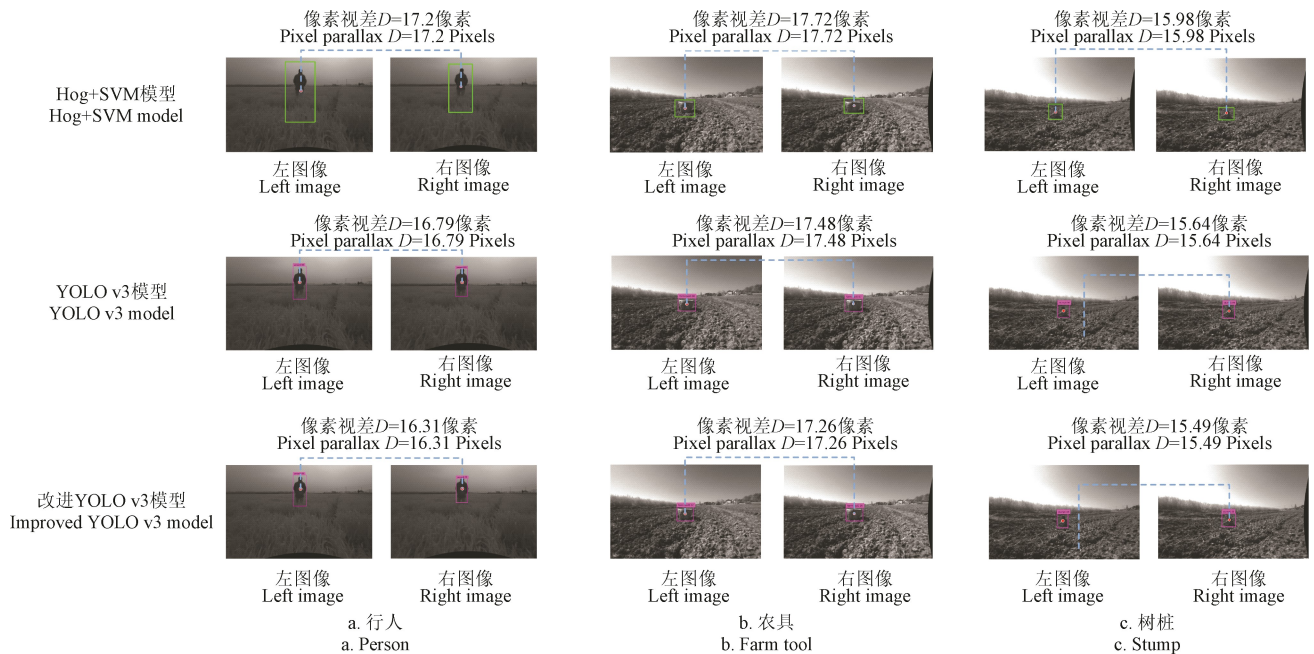 像素视差D=17.2像素
Pixel parallax D=17.2 Pixels
像素视差D=17.72像素
Pixel parallax D=17.72 Pixels
像素视差D=15.98像素
Pixel parallax D=15.98 Pixels
Hog+SVM模型
Hog+SVM model
左图像
Left image
右图像
Right image
左图像
Left image
右图像
Right image
左图像
Left image
右图像
Right image
像素视差D=16.79像素
Pixel parallax D=16.79 Pixels
像素视差D=17.48像素
Pixel parallax D=17.48 Pixels
像素视差D=15.64像素
Pixel parallax D=15.64 Pixels
YOLO v3模型
YOLO v3 model
左图像
Left image
右图像
Right image
左图像
Left image
右图像
Right image
左图像
Left image
右图像
Right image
像素视差D=16.31像素
Pixel parallax D=16.31 Pixels
像素视差D=17.26像素
Pixel parallax D=17.26 Pixels
像素视差D=15.49像素
Pixel parallax D=15.49 Pixels
改进YOLO v3模型
Improved YOLO v3 model
左图像
Left image
右图像
Right image
左图像
Left image
右图像
Right image
左图像
Left image
右图像
Right image
a. 行人
a. Person
b. 农具
b. Farm tool
c. 树桩
c. Stump